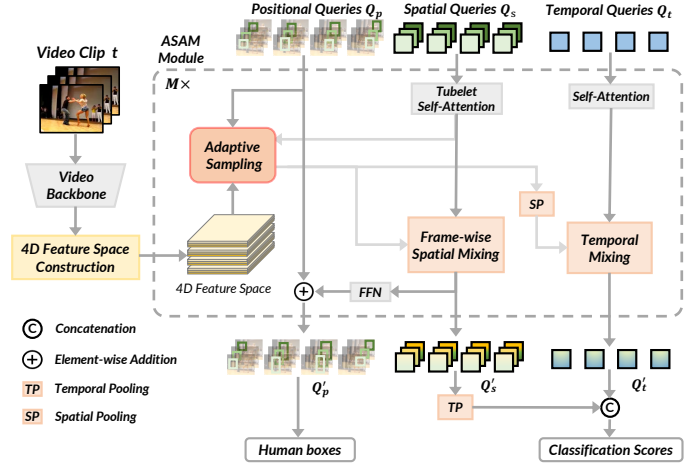 Positional Queries Qp
Spatial Queries Qs
Temporal Queries Qt
Video Clip t
ASAM
Module
M×
Tubelet
Self-Attention
Self-Attention
Adaptive
Sampling
Video
Backbone
SP
4D Feature Space
Construction
Frame-wise
Spatial Mixing
Temporal
Mixing
4D Feature Space
+
FFN
C
Concatenation
+
Element-wise Addition
TP
Temporal Pooling
SP
Spatial Pooling
Q′p
Q′s
Q′t
TP
C
Human boxes
Classification Scores